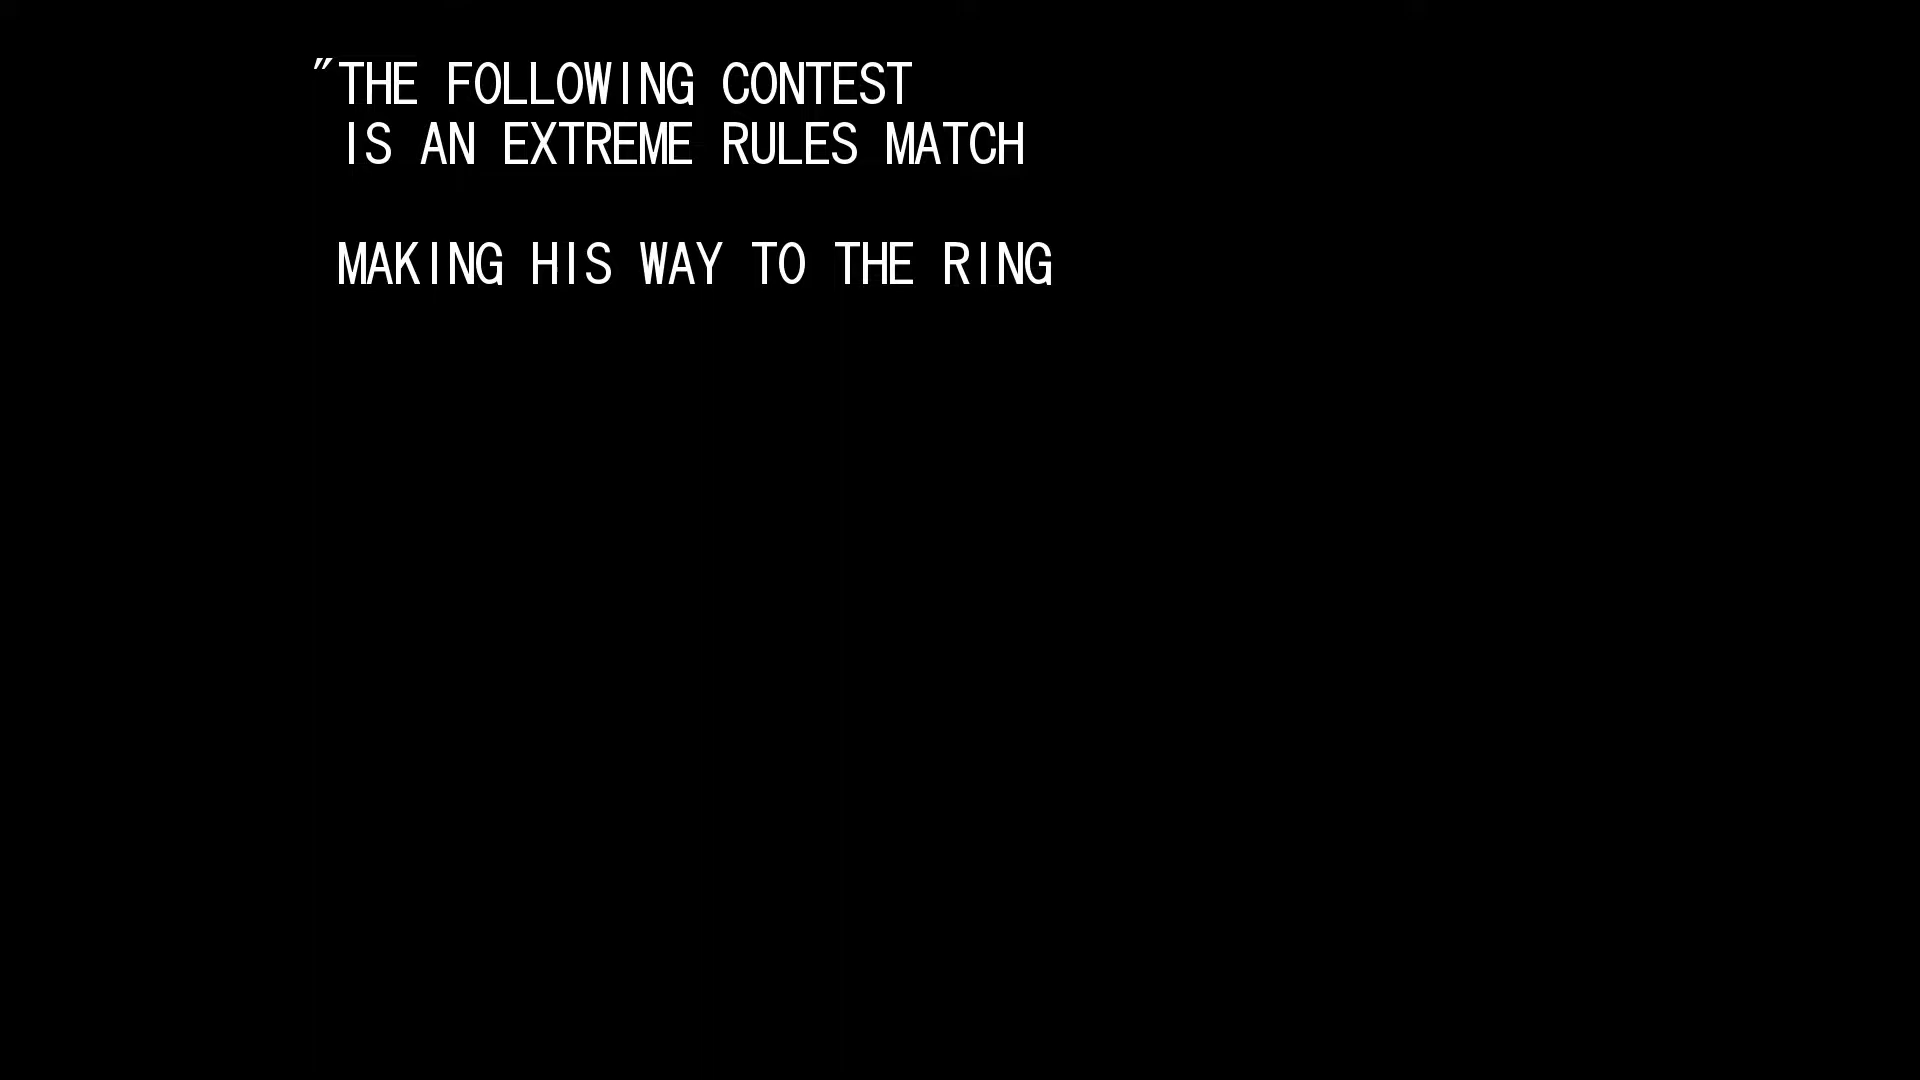 "THE FOLLOWING CONTEST
IS AN EXTREME RULES MATCH
MAKING HIS WAY TO THE RING